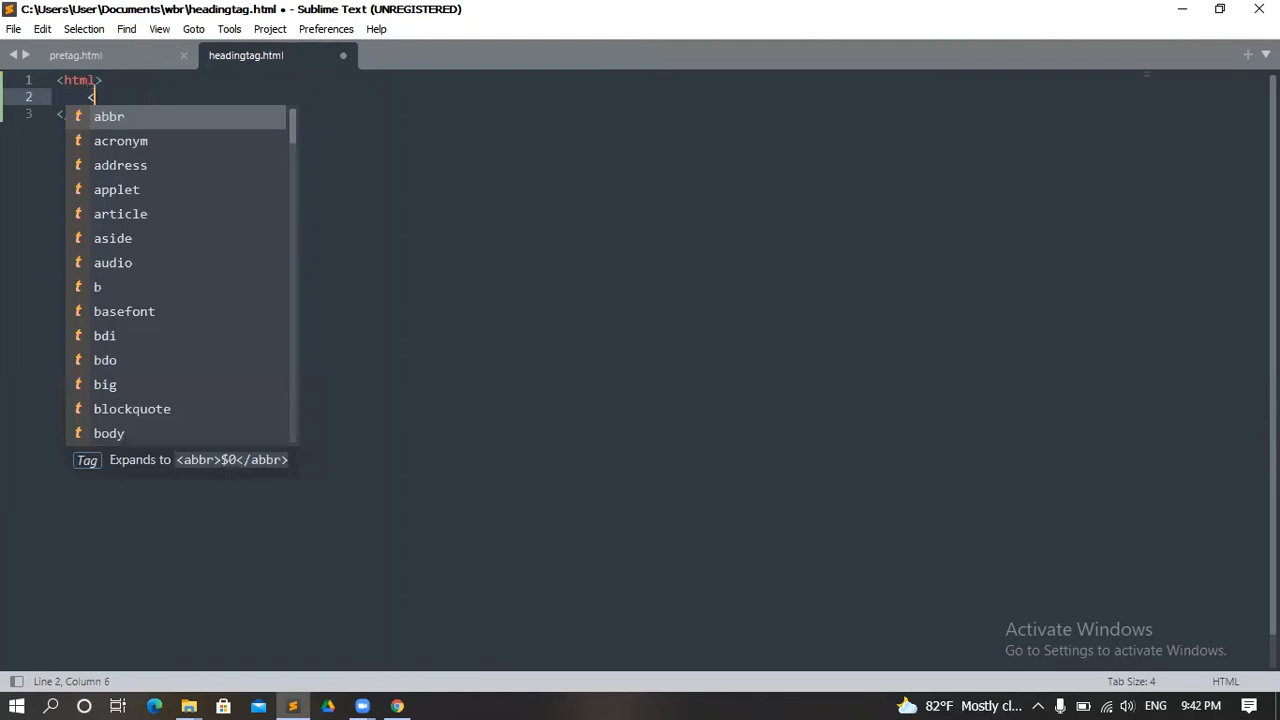 C:\Users\User\Documents\wbr\headingtag.html • - Sublime Text (UNREGISTERED)
File Edit Selection Find View Goto Tools Project Preferences Help
pretag.html headingtag.html
1 <html>
2 <
3 </
abbr
acronym
address
applet
article
aside
audio
b
basefont
bdi
bdo
big
blockquote
body
Tag Expands to <abbr>$0</abbr>
Activate Windows
Go to Settings to activate Windows.
Line 2, Column 6 Tab Size: 4 HTML
82°F Mostly cl... ENG 9:42 PM